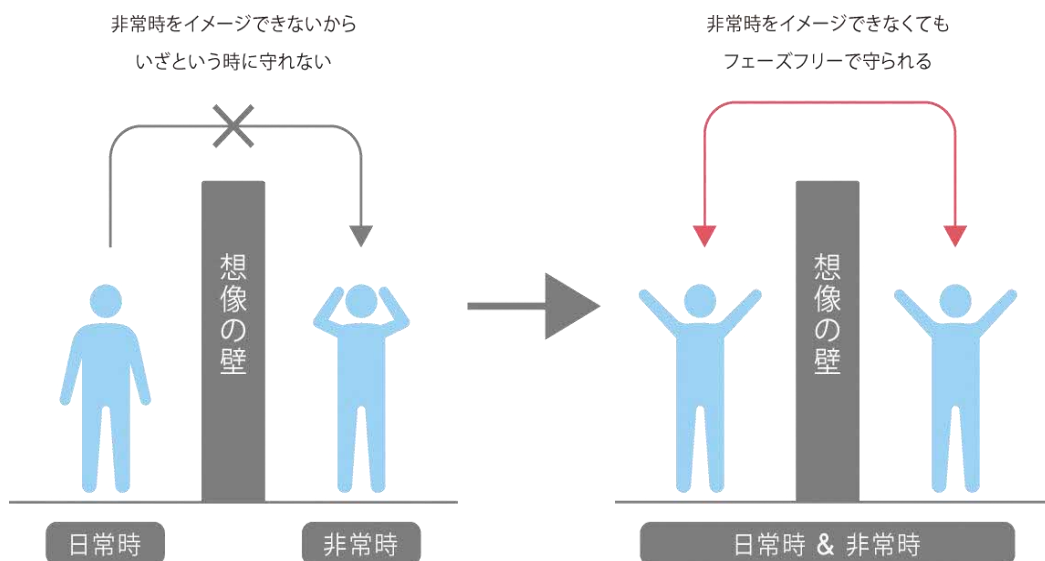 非常時をイメージできないから
いざという時に守れない
想像の壁
日常時
非常時
非常時をイメージできなくても
フェーズフリーで守られる
想像の壁
日常時 & 非常時